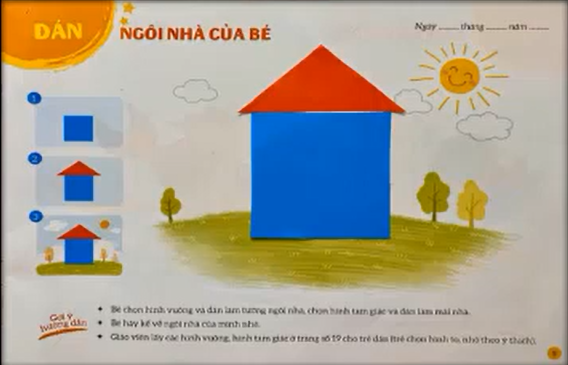 DÁN
NGÔI NHÀ CỦA BÉ
Ngày ____ tháng ____ năm ____
1
2
3
Gợi ý
hướng dẫn
Bé chọn hình vuông và dán làm tường ngôi nhà, chọn hình tam giác và dán làm mái nhà.
Bé hãy kể về ngôi nhà của mình nhé.
Giáo viên lấy các hình vuông, hình tam giác ở trang số 19 cho trẻ dán (trẻ chọn hình to, nhỏ theo ý thích).